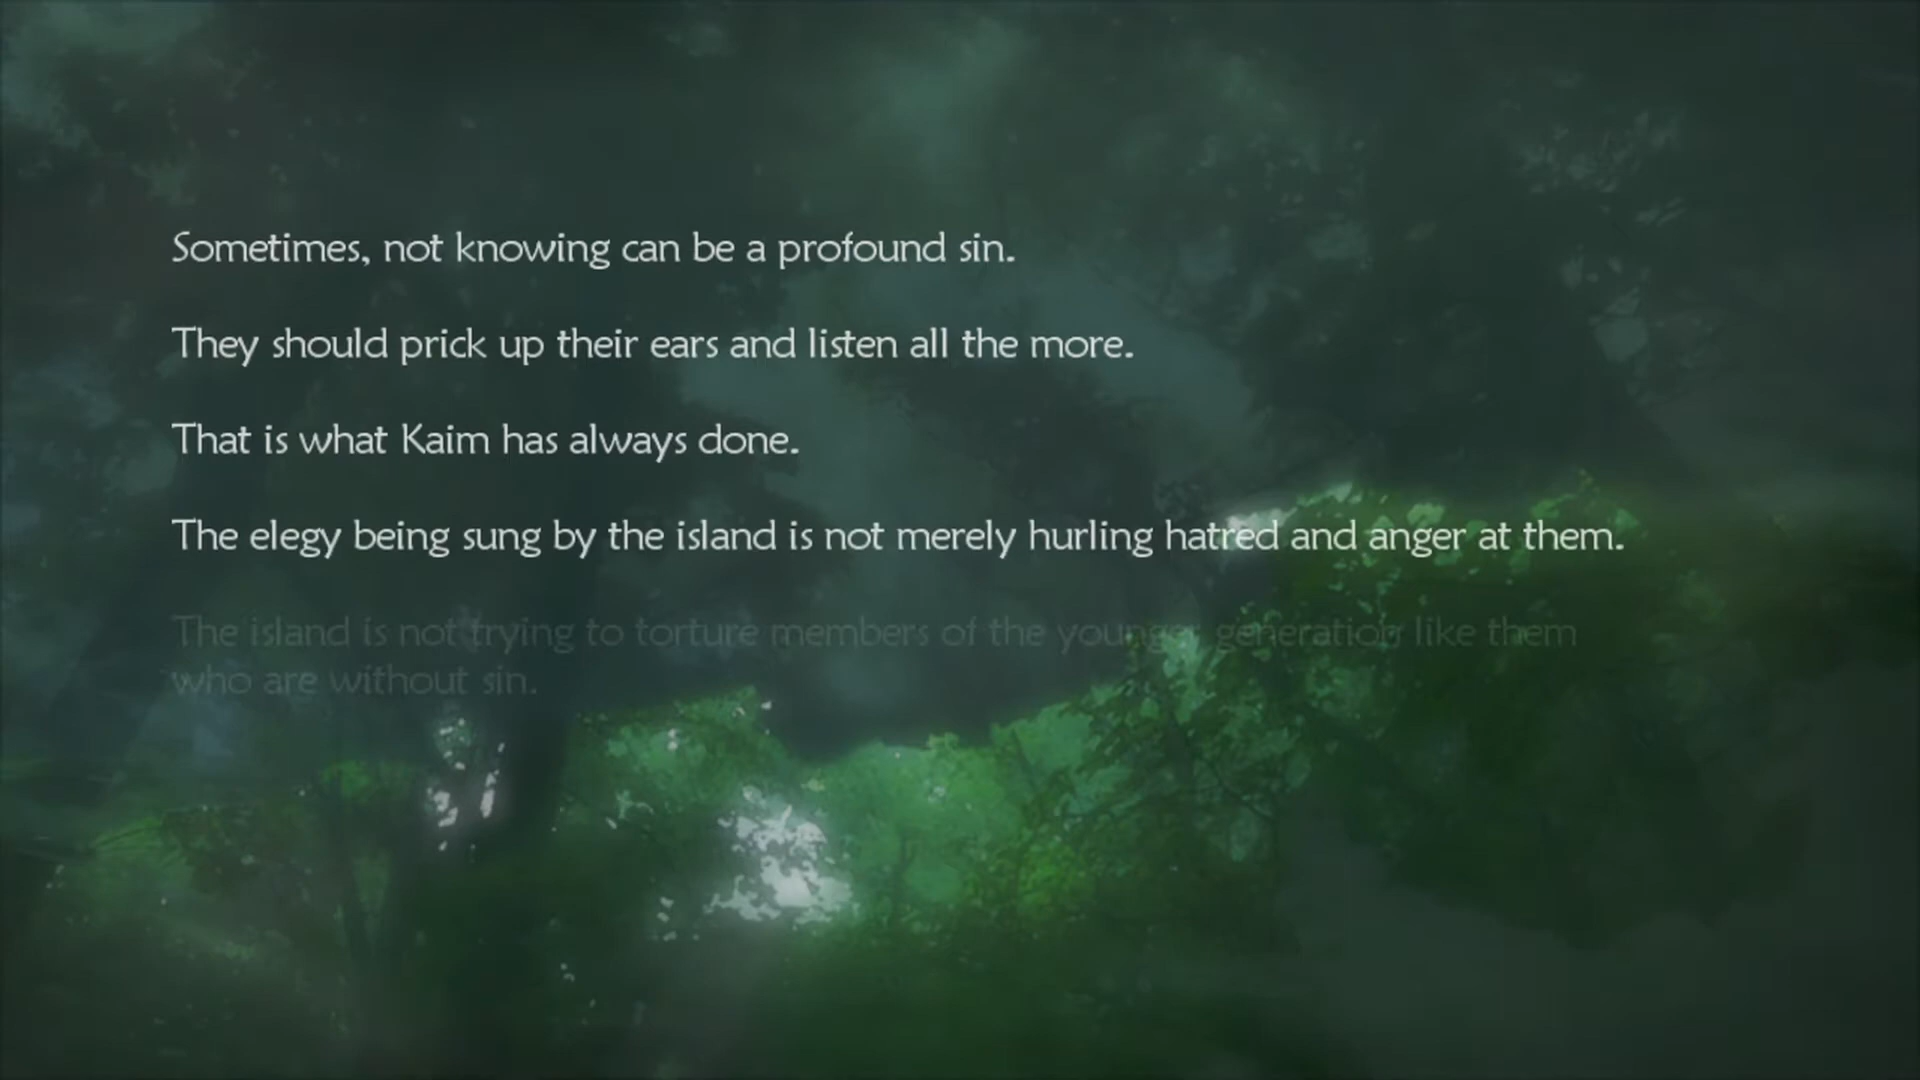 Sometimes, not knowing can be a profound sin.
They should prick up their ears and listen all the more.
That is what Kaim has always done.
The elegy being sung by the island is not merely hurling hatred and anger at them.
The island is not trying to torture members of the younger generation like them
who are without sin.